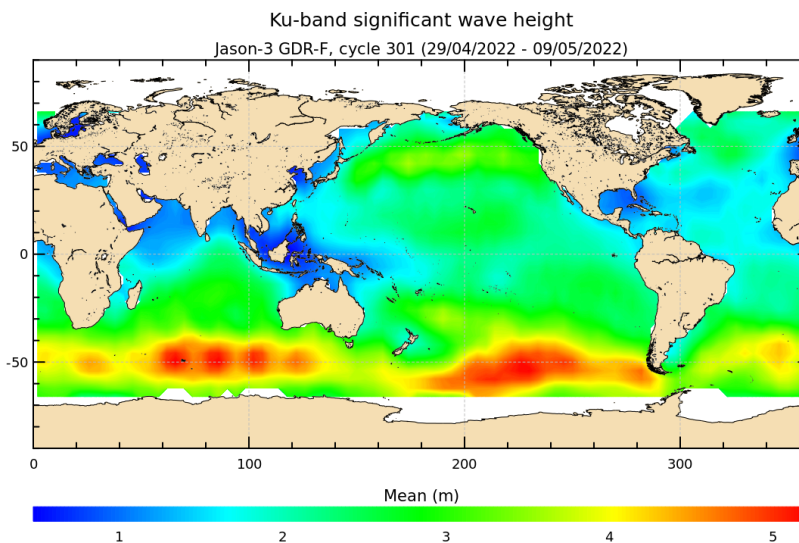 Ku-band significant wave height
Jason-3 GDR-F, cycle 301 (29/04/2022 - 09/05/2022)
50
0
-50
0 100 200 300
Mean (m)
1 2 3 4 5